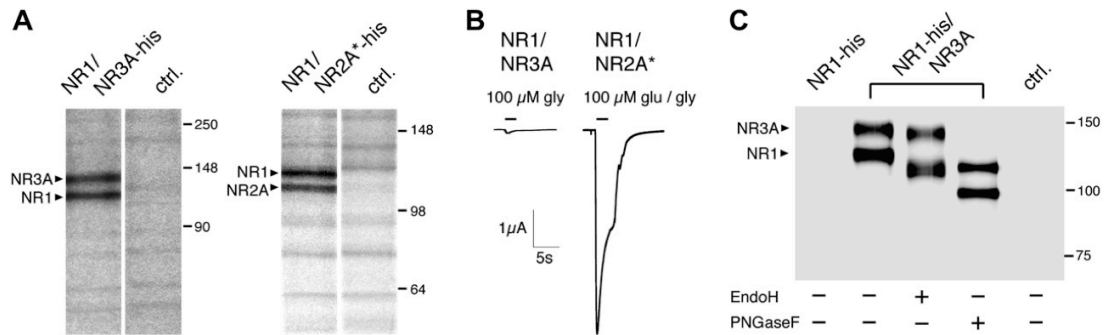 A
NR1/
NR3A-his
ctrl.
250
148
90
NR3A
NR1
NR1/
NR2A*-his
ctrl.
148
98
64
NR1
NR2A
B
NR1/
NR3A
100 µM gly
NR1/
NR2A*
100 µM glu / gly
1µA
5s
C
NR1-his
NR1-his/
NR3A
ctrl.
NR3A
NR1
150
100
75
EndoH – – + – –
PNGaseF – – – + –